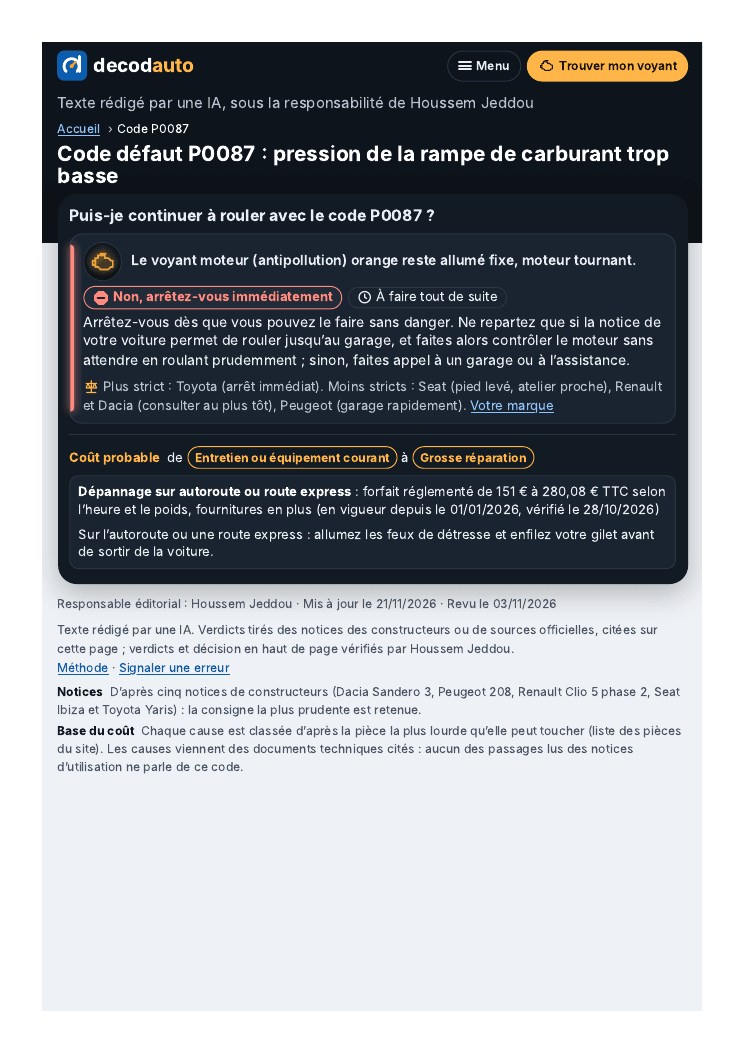 decodauto
Menu
Trouver mon voyant
Texte rédigé par une IA, sous la responsabilité de Houssem Jeddou
Accueil › Code P0087
Code défaut P0087 : pression de la rampe de carburant trop
basse
Puis-je continuer à rouler avec le code P0087 ?
Le voyant moteur (antipollution) orange reste allumé fixe, moteur tournant.
Non, arrêtez-vous immédiatement
À faire tout de suite
Arrêtez-vous dès que vous pouvez le faire sans danger. Ne repartez que si la notice de
votre voiture permet de rouler jusqu’au garage, et faites alors contrôler le moteur sans
attendre en roulant prudemment ; sinon, faites appel à un garage ou à l’assistance.
Plus strict : Toyota (arrêt immédiat). Moins stricts : Seat (pied levé, atelier proche), Renault
et Dacia (consulter au plus tôt), Peugeot (garage rapidement). Votre marque
Coût probable de Entretien ou équipement courant à Grosse réparation
Dépannage sur autoroute ou route express : forfait réglementé de 151 € à 280,08 € TTC selon
l’heure et le poids, fournitures en plus (en vigueur depuis le 01/01/2026, vérifié le 28/10/2026)
Sur l’autoroute ou une route express : allumez les feux de détresse et enfilez votre gilet avant
de sortir de la voiture.
Responsable éditorial : Houssem Jeddou · Mis à jour le 21/11/2026 · Revu le 03/11/2026
Texte rédigé par une IA. Verdicts tirés des notices des constructeurs ou de sources officielles, citées sur
cette page ; verdicts et décision en haut de page vérifiés par Houssem Jeddou.
Méthode · Signaler une erreur
Notices D’après cinq notices de constructeurs (Dacia Sandero 3, Peugeot 208, Renault Clio 5 phase 2, Seat
Ibiza et Toyota Yaris) : la consigne la plus prudente est retenue.
Base du coût Chaque cause est classée d’après la pièce la plus lourde qu’elle peut toucher (liste des pièces
du site). Les causes viennent des documents techniques cités : aucun des passages lus des notices
d’utilisation ne parle de ce code.